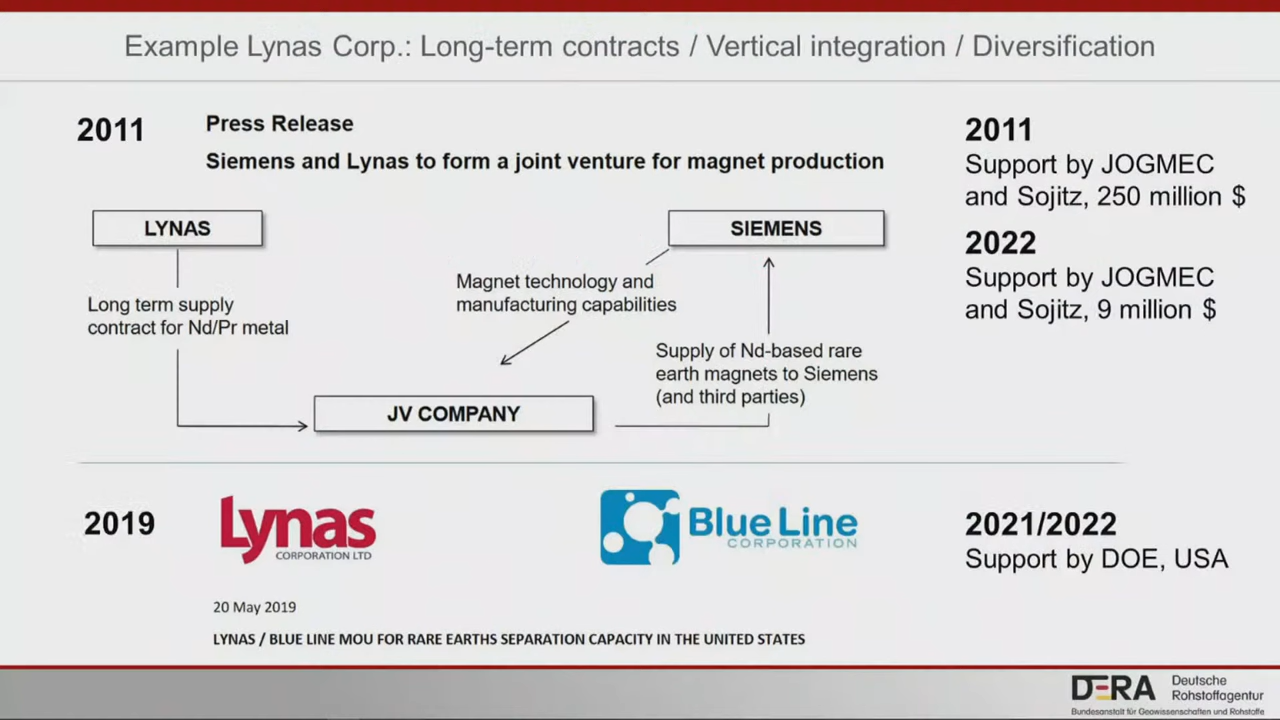 Example Lynas Corp.: Long-term contracts / Vertical integration / Diversification
2011
Press Release
Siemens and Lynas to form a joint venture for magnet production
LYNAS
SIEMENS
Magnet technology and
manufacturing capabilities
Long term supply
contract for Nd/Pr metal
Supply of Nd-based rare
earth magnets to Siemens
(and third parties)
JV COMPANY
2011
Support by JOGMEC
and Sojitz, 250 million $
2022
Support by JOGMEC
and Sojitz, 9 million $
2019
Lynas
CORPORATION LTD
Blue Line
CORPORATION
20 May 2019
LYNAS / BLUE LINE MOU FOR RARE EARTHS SEPARATION CAPACITY IN THE UNITED STATES
2021/2022
Support by DOE, USA
DERA
Deutsche
Rohstoffagentur
Bundesanstalt für Geowissenschaften und Rohstoffe